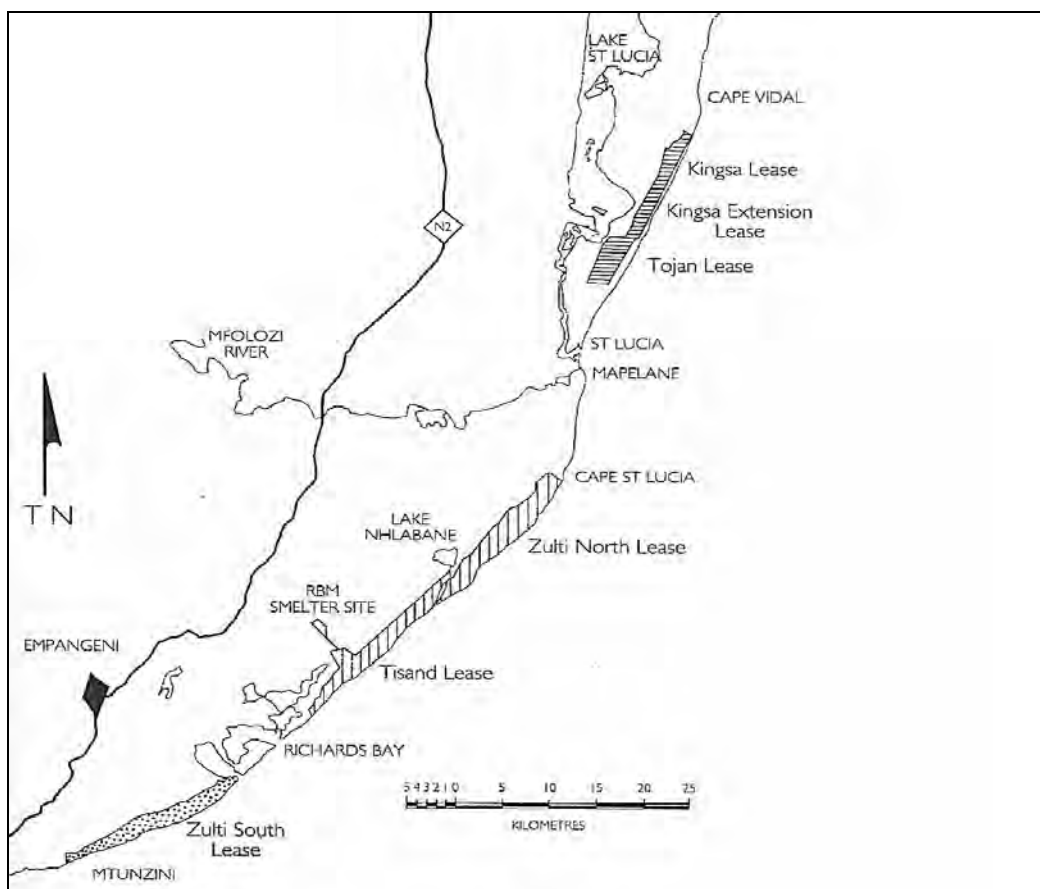 LAKE
ST LUCIA
CAPE VIDAL
Kingsa Lease
Kingsa Extension
Lease
N2
Tojan Lease
MFOLOZI
RIVER
ST LUCIA
MAPELANE
CAPE ST LUCIA
TN
LAKE
NHLABANE
Zulti North Lease
RBM
SMELTER SITE
EMPANGENI
Tisand Lease
RICHARDS BAY
5 4 3 2 1 0 5 10 15 20 25
KILOMETRES
Zulti South
Lease
MTUNZINI